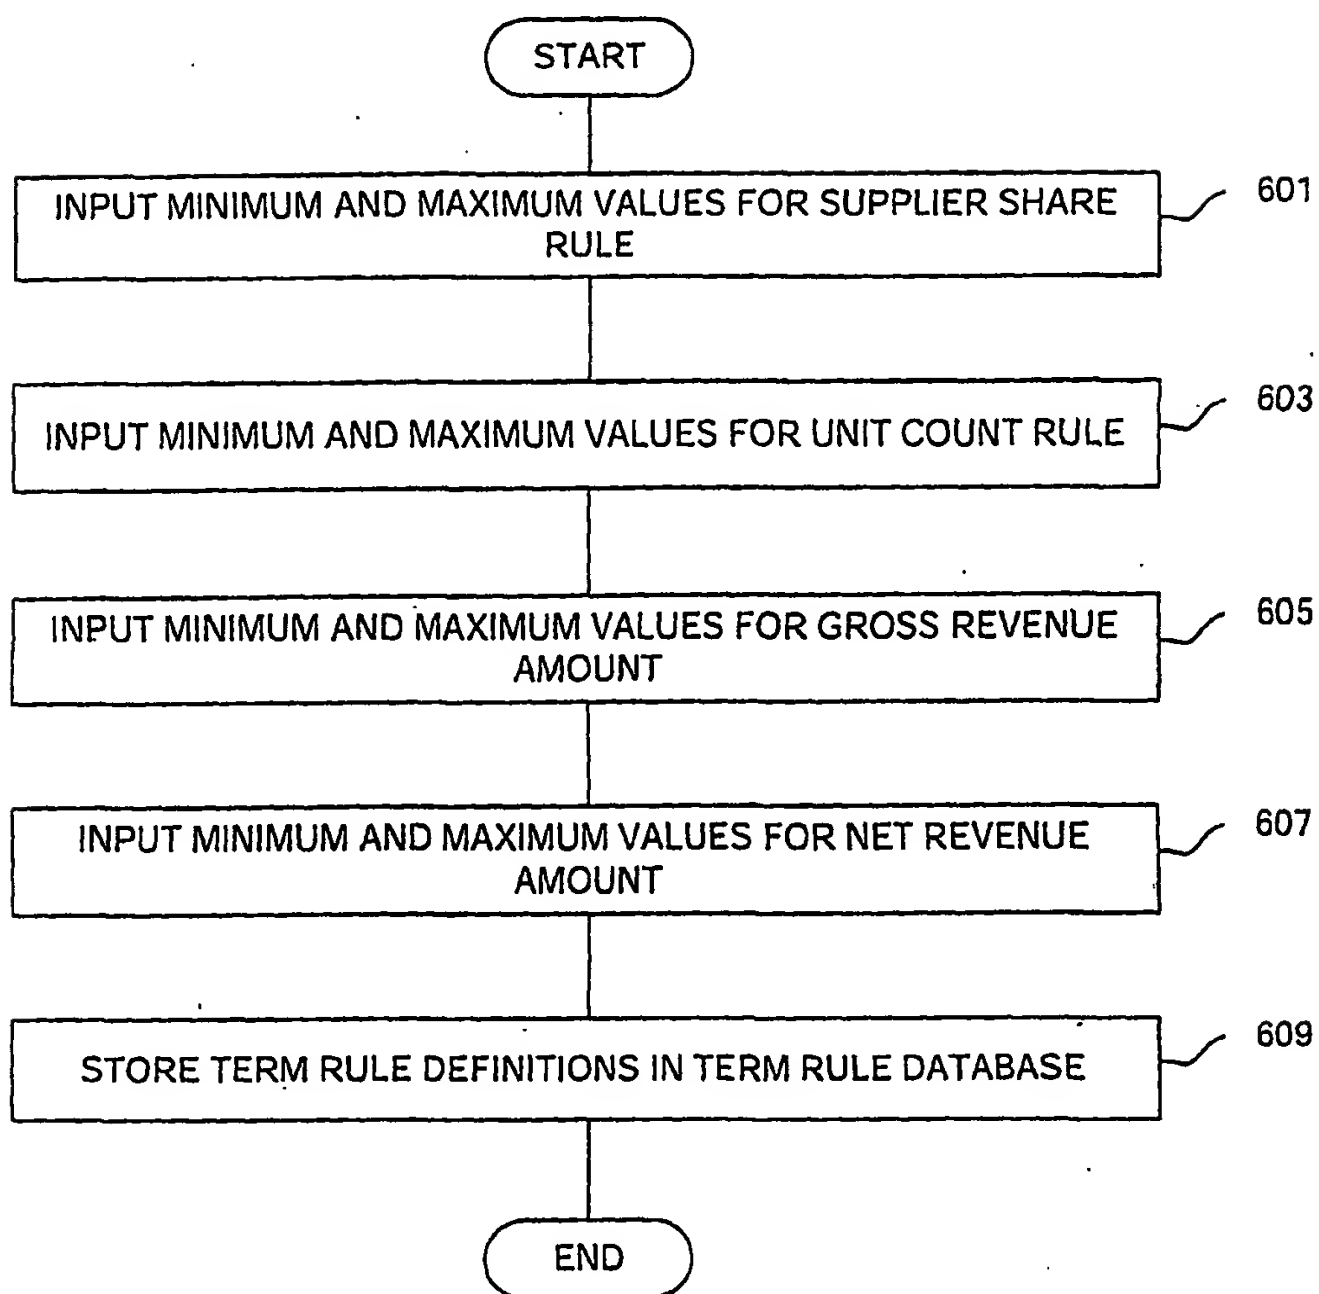 START
INPUT MINIMUM AND MAXIMUM VALUES FOR SUPPLIER SHARE
RULE
601
INPUT MINIMUM AND MAXIMUM VALUES FOR UNIT COUNT RULE
603
INPUT MINIMUM AND MAXIMUM VALUES FOR GROSS REVENUE
AMOUNT
605
INPUT MINIMUM AND MAXIMUM VALUES FOR NET REVENUE
AMOUNT
607
STORE TERM RULE DEFINITIONS IN TERM RULE DATABASE
609
END